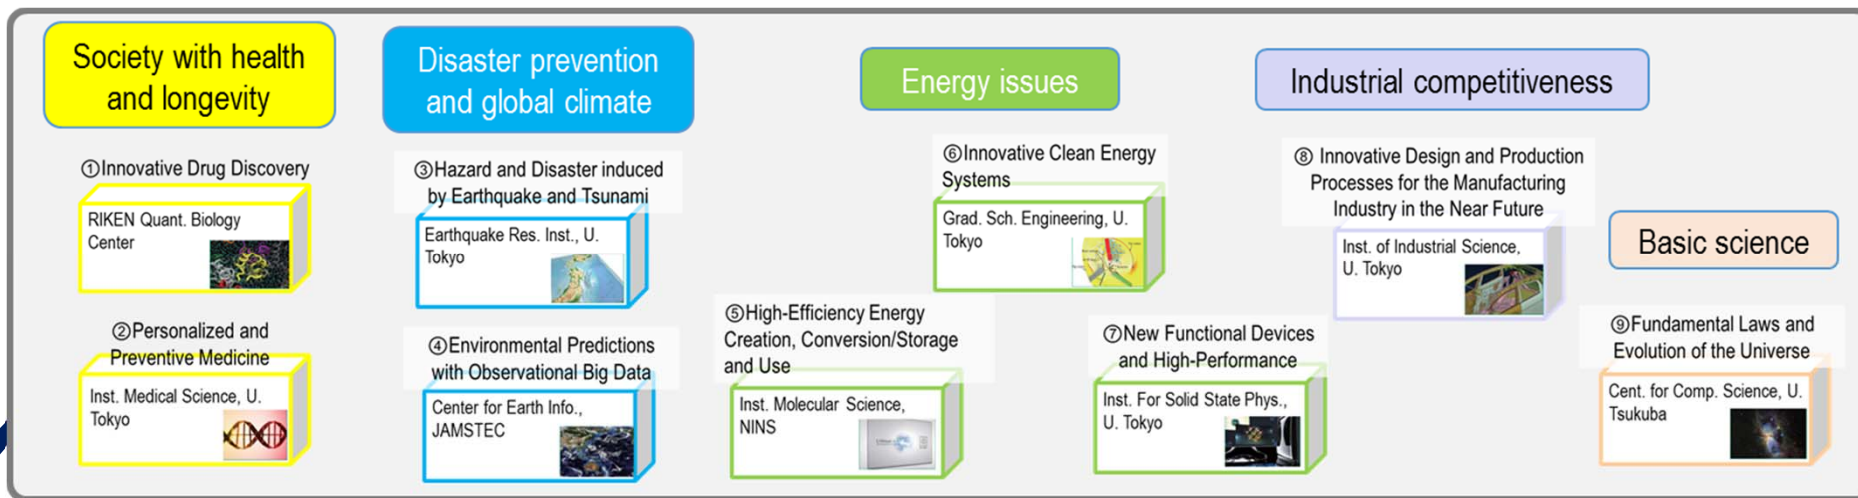 Society with health
and longevity
①Innovative Drug Discovery
RIKEN Quant. Biology
Center
②Personalized and
Preventive Medicine
Inst. Medical Science, U.
Tokyo
Disaster prevention
and global climate
③Hazard and Disaster induced
by Earthquake and Tsunami
Earthquake Res. Inst., U.
Tokyo
④Environmental Predictions
with Observational Big Data
Center for Earth Info.,
JAMSTEC
Energy issues
⑥Innovative Clean Energy
Systems
Grad. Sch. Engineering, U.
Tokyo
⑤High-Efficiency Energy
Creation, Conversion/Storage
and Use
Inst. Molecular Science,
NINS
⑦New Functional Devices
and High-Performance
Inst. For Solid State Phys.,
U. Tokyo
Industrial competitiveness
⑧ Innovative Design and Production
Processes for the Manufacturing
Industry in the Near Future
Inst. of Industrial Science,
U. Tokyo
Basic science
⑨Fundamental Laws and
Evolution of the Universe
Cent. for Comp. Science, U.
Tsukuba